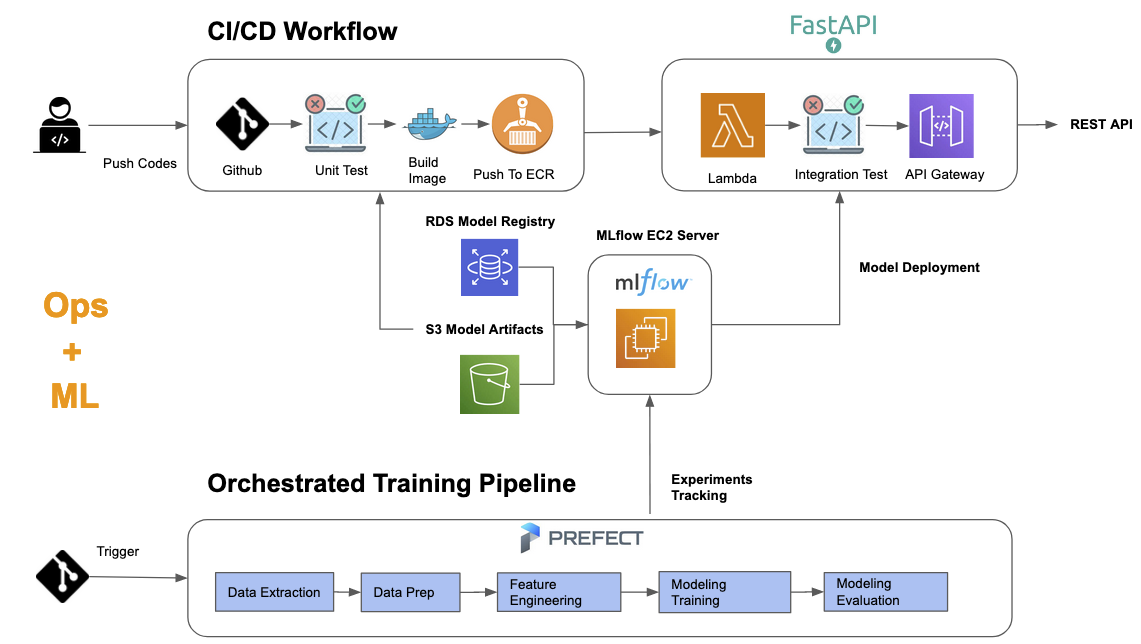 CI/CD Workflow
FastAPI
Push Codes
Github
Unit Test
Build
Image
Push To ECR
Lambda
Integration Test
API Gateway
REST API
RDS Model Registry
MLflow EC2 Server
mlflow
Model Deployment
S3 Model Artifacts
Ops
+
ML
Orchestrated Training Pipeline
Experiments
Tracking
PREFECT
Trigger
Data Extraction
Data Prep
Feature
Engineering
Modeling
Training
Modeling
Evaluation